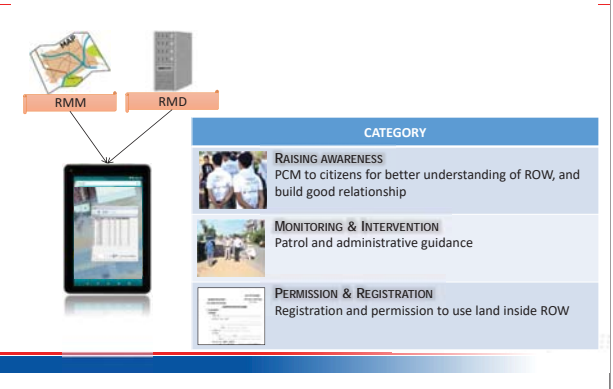 MAP
RMM
RMD
CATEGORY
RAISING AWARENESS
PCM to citizens for better understanding of ROW, and
build good relationship
MONITORING & INTERVENTION
Patrol and administrative guidance
PERMISSION & REGISTRATION
Registration and permission to use land inside ROW